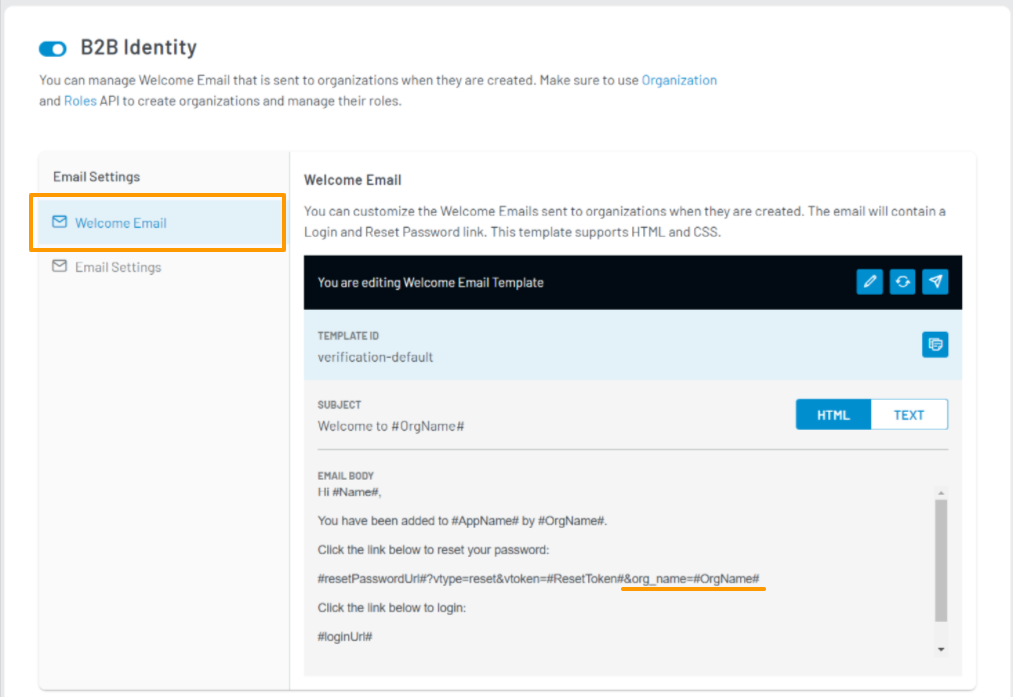 B2B Identity
You can manage Welcome Email that is sent to organizations when they are created. Make sure to use Organization
and Roles API to create organizations and manage their roles.
Email Settings
Welcome Email
Email Settings
Welcome Email
You can customize the Welcome Emails sent to organizations when they are created. The email will contain a
Login and Reset Password link. This template supports HTML and CSS.
You are editing Welcome Email Template
TEMPLATE ID
verification-default
SUBJECT
Welcome to #OrgName#
HTML
TEXT
EMAIL BODY
Hi #Name#,
You have been added to #AppName# by #OrgName#.
Click the link below to reset your password:
#resetPasswordUrl#?vtype=reset&vtoken=#ResetToken#&org_name=#OrgName#
Click the link below to login:
#loginUrl#